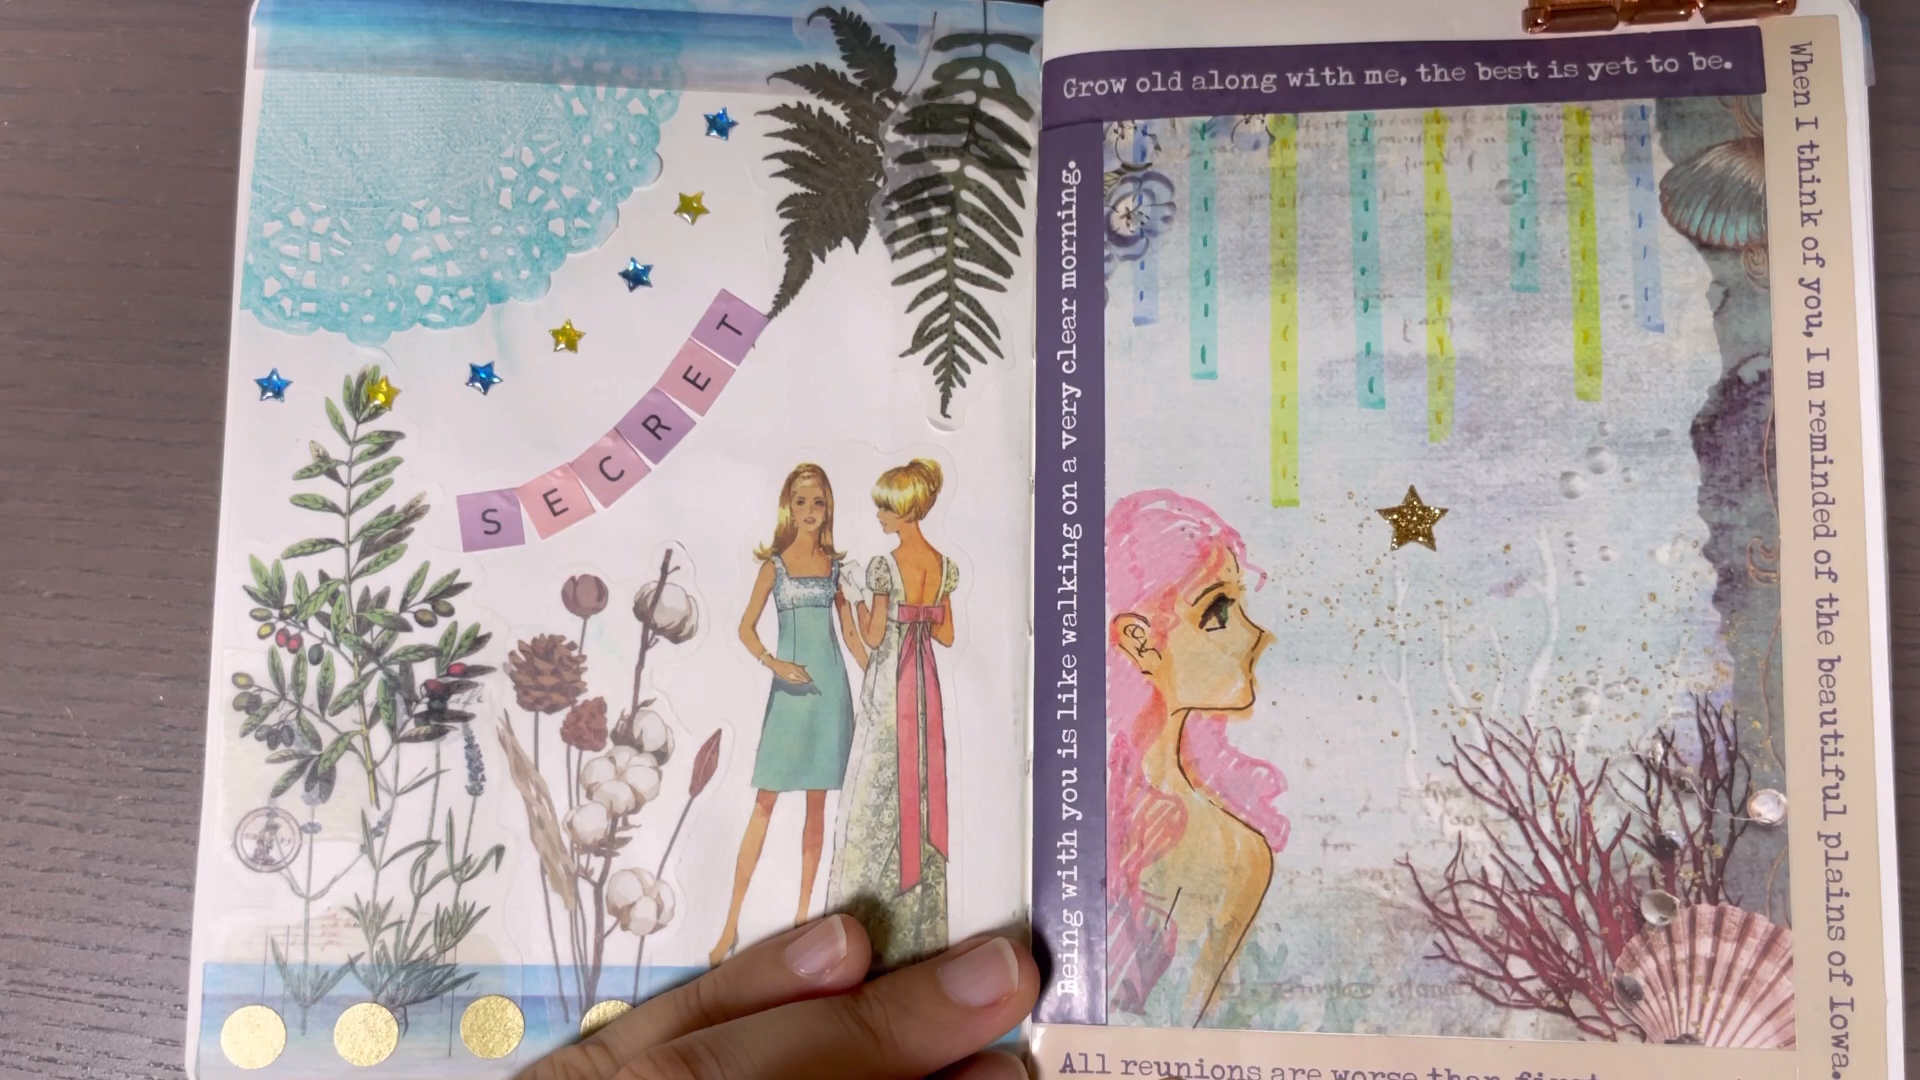 SECRET
Grow old along with me, the best is yet to be.
Being with you is like walking on a very clear morning.
When I think of you, I m reminded of the beautiful plains of Iowa.
All reunions are worse than first